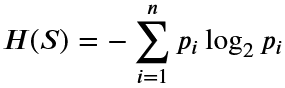 H(S) = − ∑_{i=1}^{n} p_i log_2 p_i